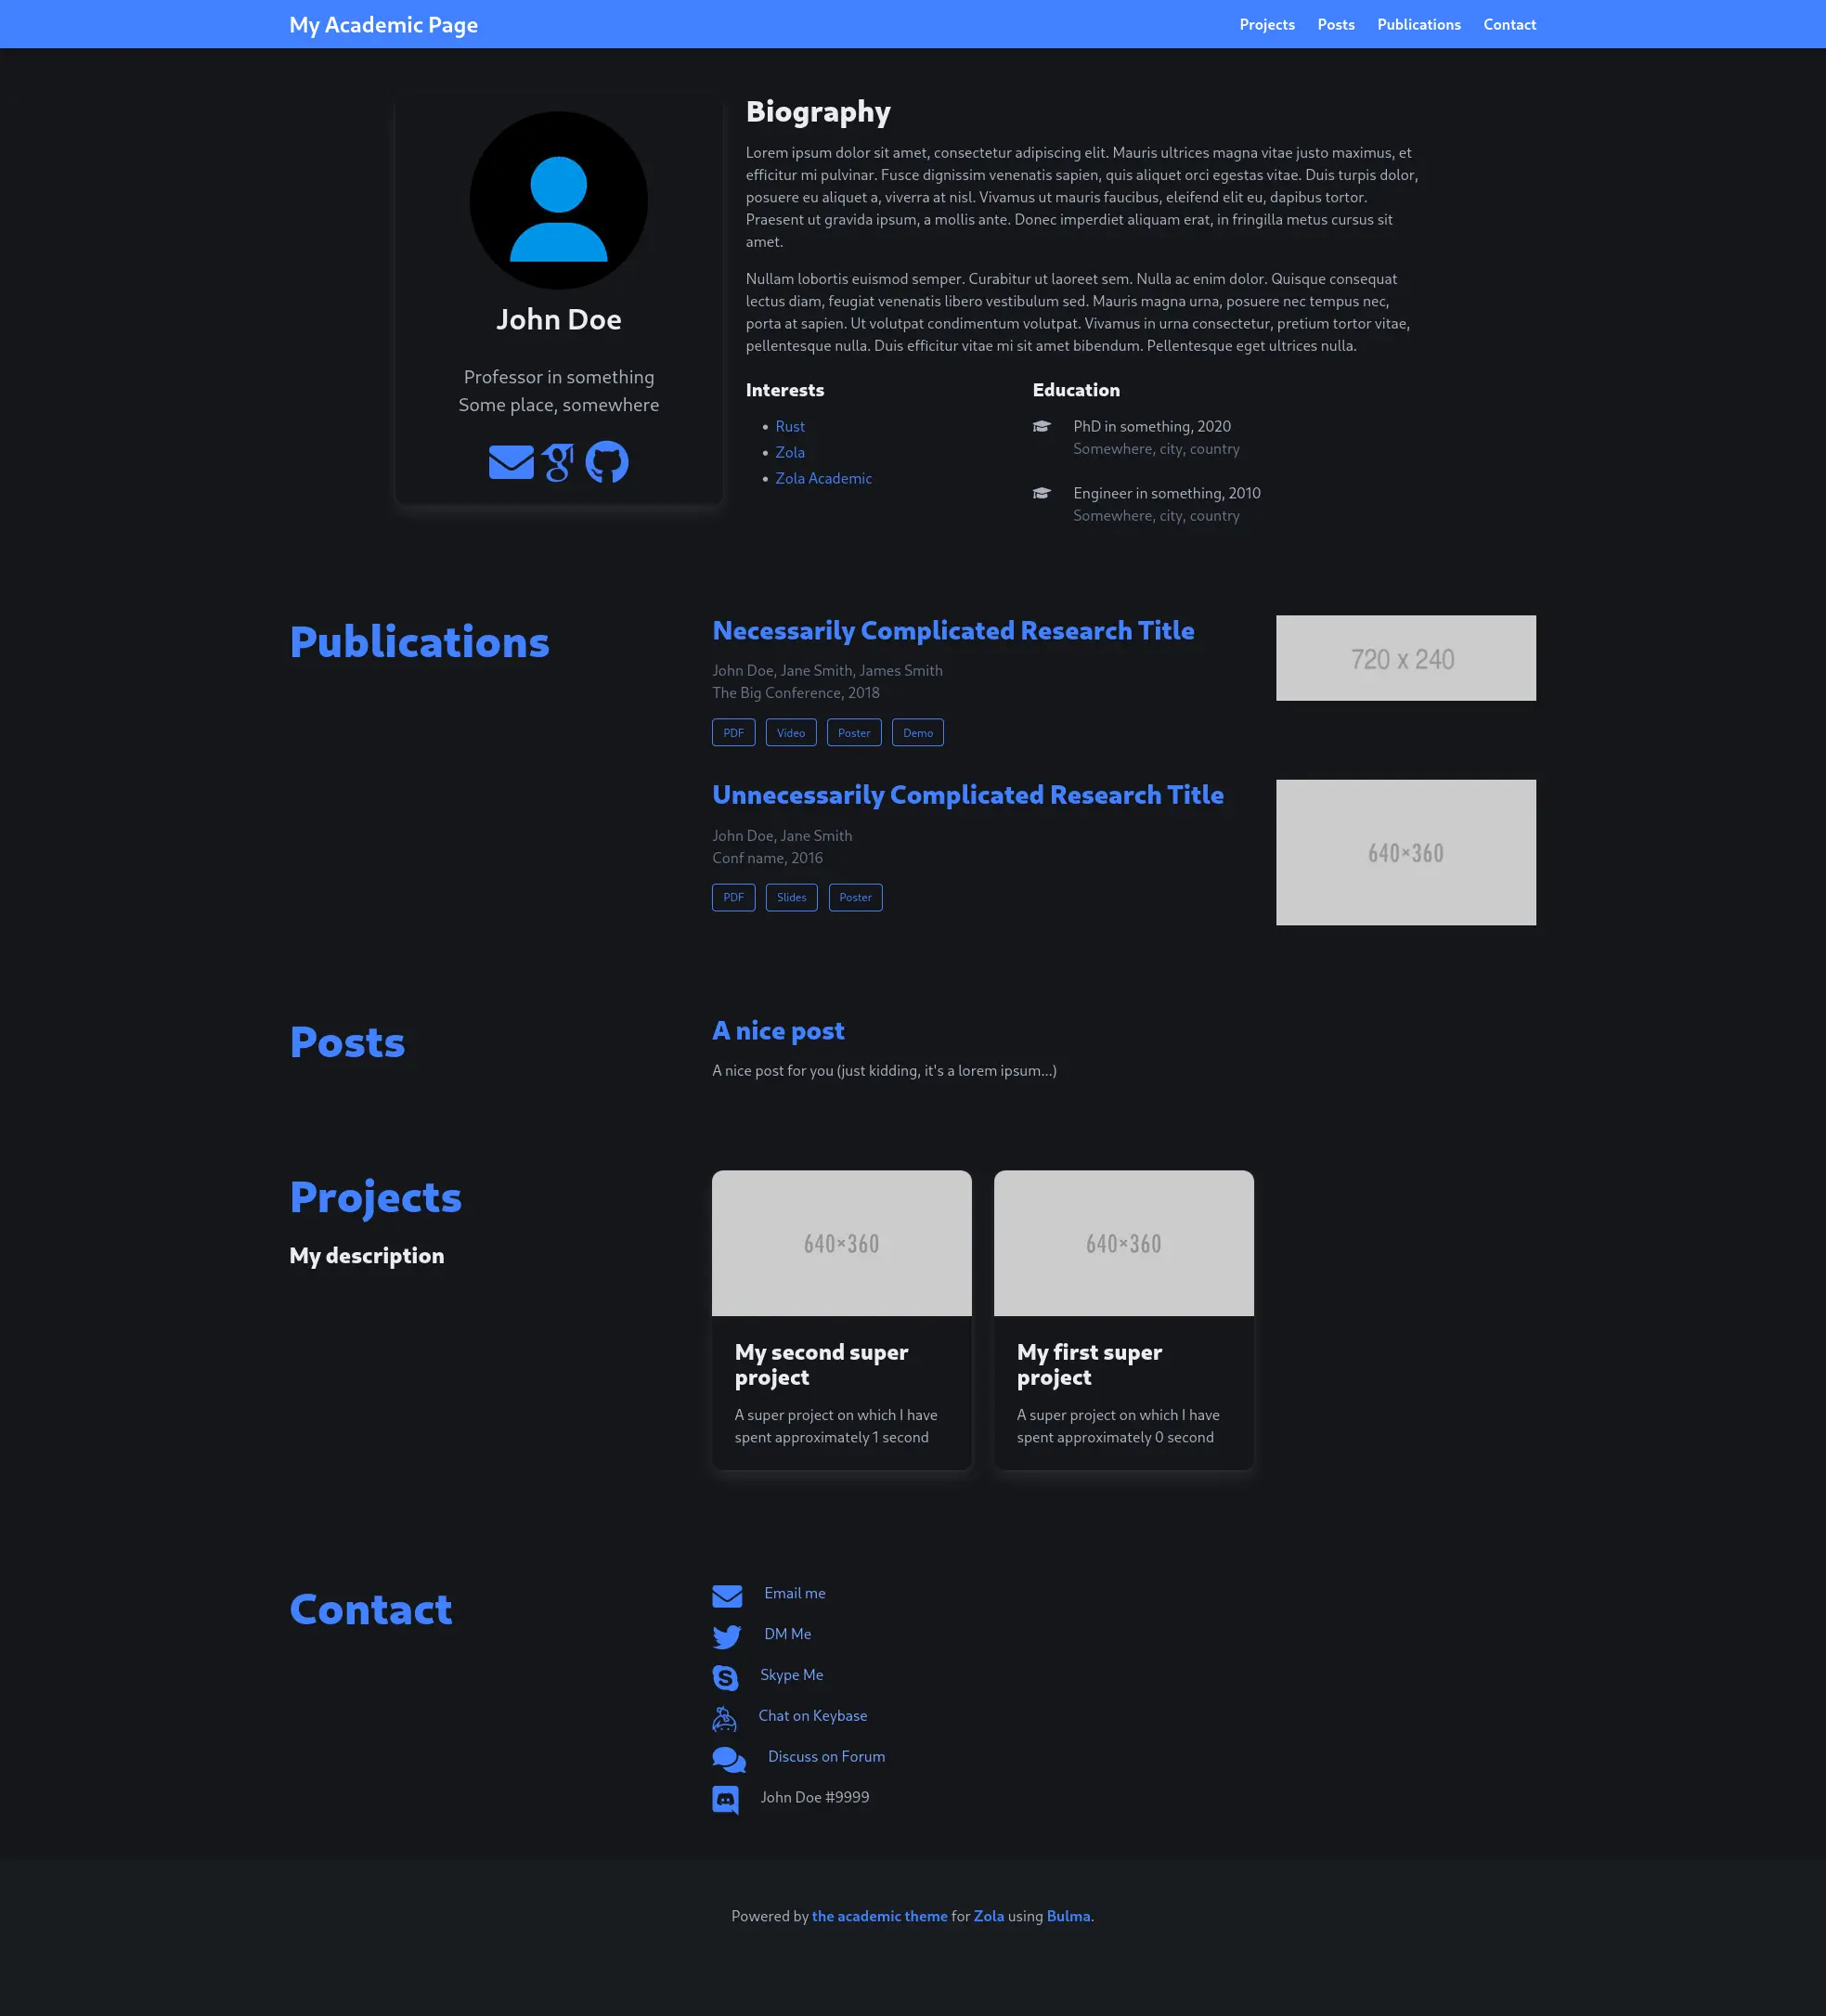 My Academic Page
Projects Posts Publications Contact
John Doe
Professor in something
Some place, somewhere
Biography
Lorem ipsum dolor sit amet, consectetur adipiscing elit. Mauris ultrices magna vitae justo maximus, et
efficitur mi pulvinar. Fusce dignissim venenatis sapien, quis aliquet orci egestas vitae. Duis turpis dolor,
posuere eu aliquet a, viverra at nisl. Vivamus ut mauris faucibus, eleifend elit eu, dapibus tortor.
Praesent ut gravida ipsum, a mollis ante. Donec imperdiet aliquam erat, in fringilla metus cursus sit
amet.
Nullam lobortis euismod semper. Curabitur ut laoreet sem. Nulla ac enim dolor. Quisque consequat
lectus diam, feugiat venenatis libero vestibulum sed. Mauris magna urna, posuere nec tempus nec,
porta at sapien. Ut volutpat condimentum volutpat. Vivamus in urna consectetur, pretium tortor vitae,
pellentesque nulla. Duis efficitur vitae mi sit amet bibendum. Pellentesque eget ultrices nulla.
Interests
• Rust
• Zola
• Zola Academic
Education
PhD in something, 2020
Somewhere, city, country
Engineer in something, 2010
Somewhere, city, country
Publications
Necessarily Complicated Research Title
John Doe, Jane Smith, James Smith
The Big Conference, 2018
PDF Video Poster Demo
720 x 240
Unnecessarily Complicated Research Title
John Doe, Jane Smith
Conf name, 2016
PDF Slides Poster
640×360
Posts
A nice post
A nice post for you (just kidding, it's a lorem ipsum...)
Projects
My description
640×360
My second super
project
A super project on which I have
spent approximately 1 second
640×360
My first super
project
A super project on which I have
spent approximately 0 second
Contact
Email me
DM Me
Skype Me
Chat on Keybase
Discuss on Forum
John Doe #9999
Powered by the academic theme for Zola using Bulma.